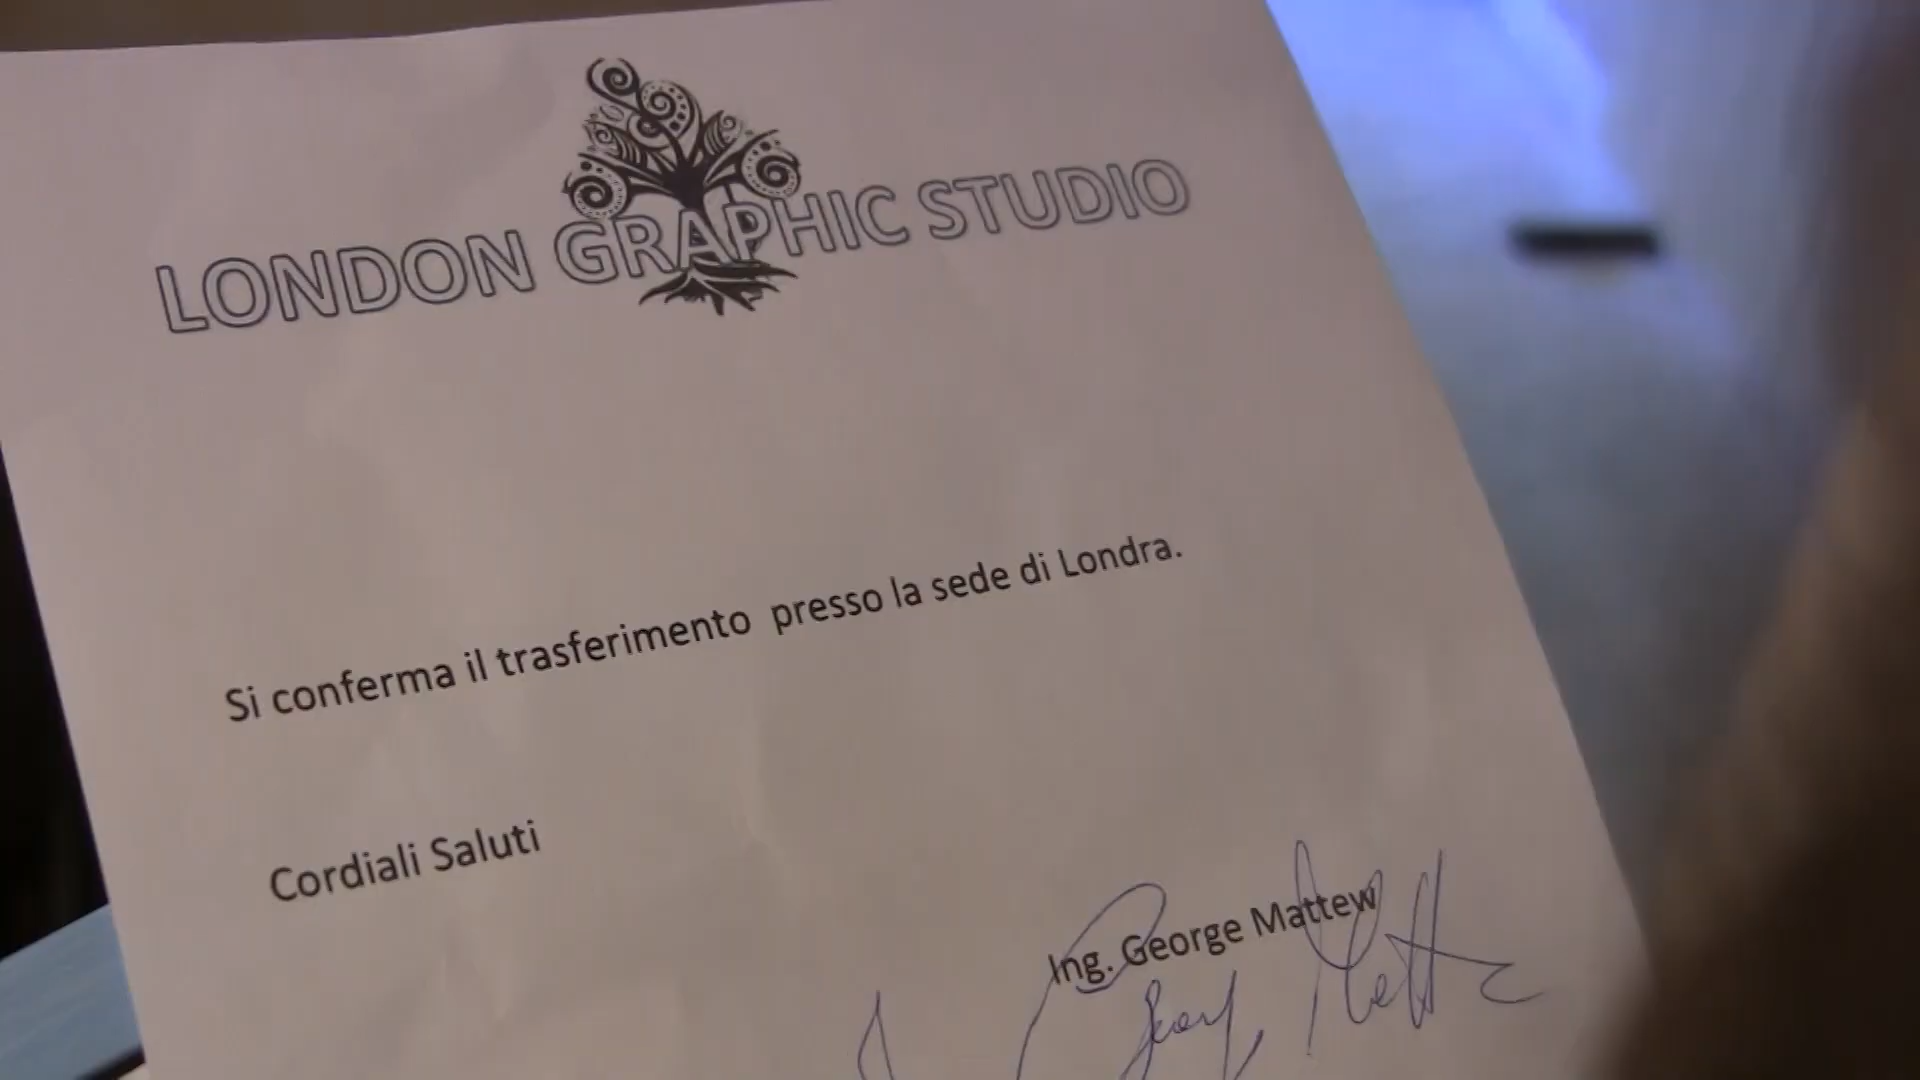 LONDON GRAPHIC STUDIO
Si conferma il trasferimento presso la sede di Londra.
Cordiali Saluti
Ing. George Mattew